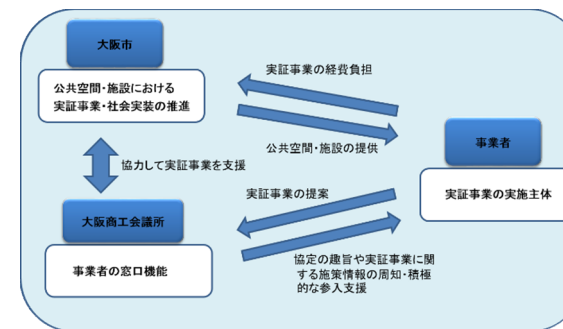 大阪市
公共空間・施設における
実証事業・社会実装の推進
実証事業の経費負担
公共空間・施設の提供
事業者
実証事業の実施主体
協力して実証事業を支援
大阪商工会議所
事業者の窓口機能
実証事業の提案
協定の趣旨や実証事業に関
する施策情報の周知・積極
的な参入支援